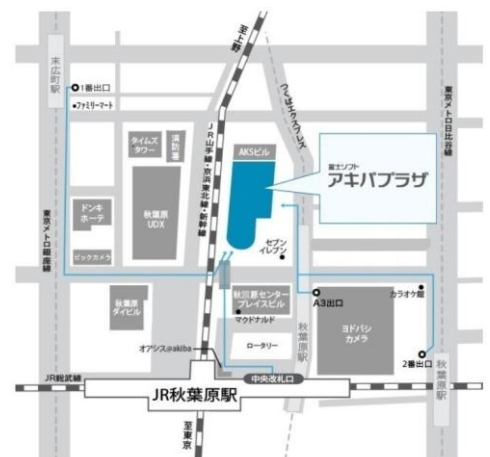 至上野
末広町駅
1番出口
ファミリーマート
つくばエクスプレス
東京メトロ日比谷線
タイムズ
タワー
消防署
JR山手線・京浜東北線・新幹線
AKSビル
富士ソフト
アキバプラザ
ドンキ
ホーテ
秋葉原
UDX
東京メトロ銀座線
ビックカメラ
セブン
イレブン
秋葉原
ダイビル
秋葉原センター
プレイスビル
マクドナルド
A3出口
カラオケ館
ヨドバシ
カメラ
秋葉原駅
オアシス@akiba
ロータリー
2番出口
秋葉原駅
JR総武線
中央改札口
JR秋葉原駅
至東京